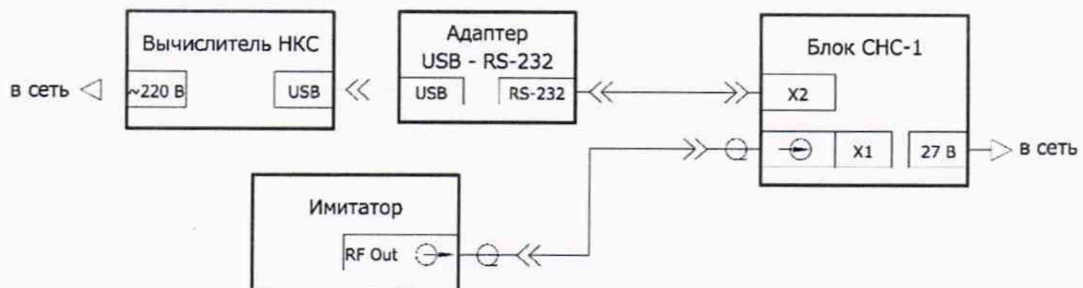 Вычислитель НКС
Адаптер
USB - RS-232
Блок СНС-1
в сеть
~220 В
USB
USB
RS-232
X2
X1
27 В
в сеть
Имитатор
RF Out